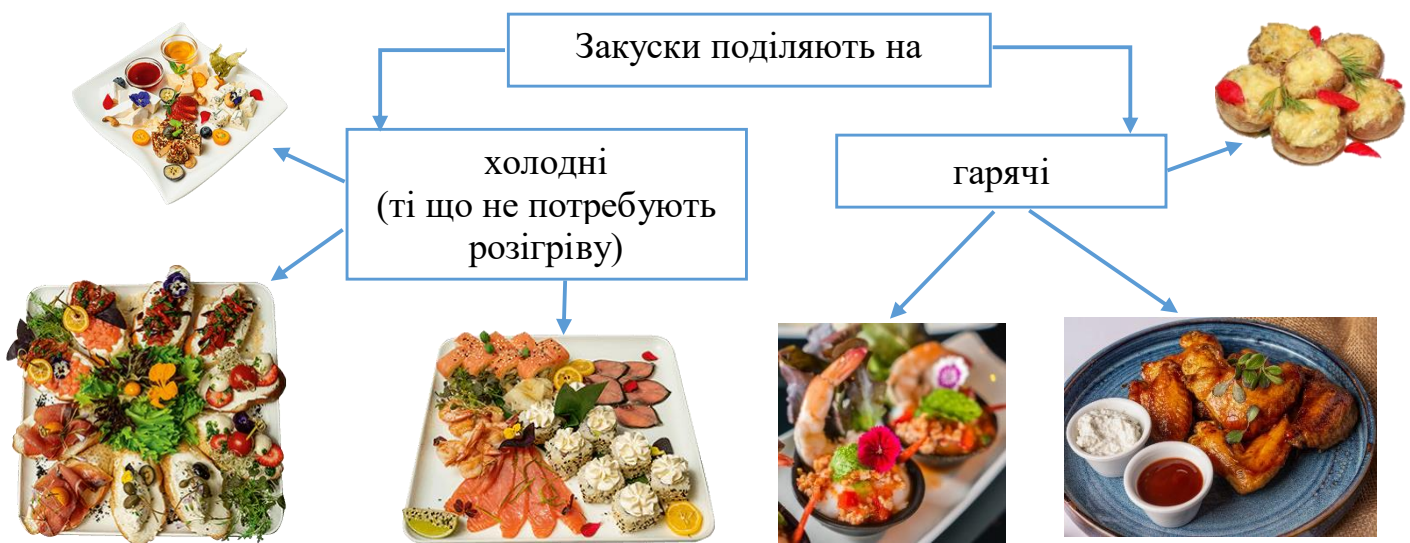 Закуски поділяють на
холодні
(ті що не потребують
розігріву)
гарячі